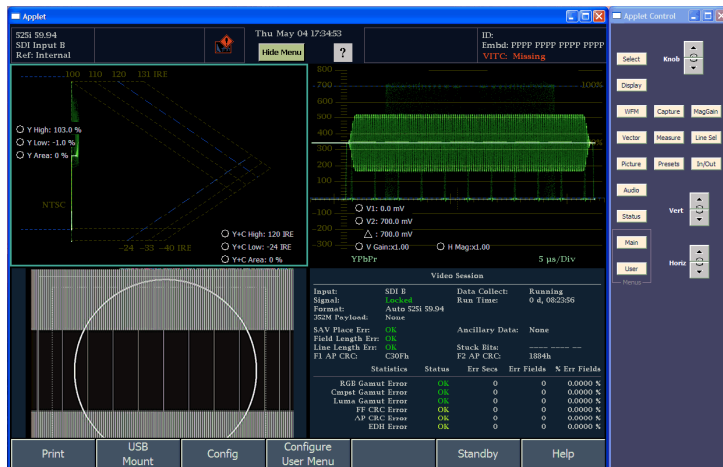 Applet
Applet Control
525i 59.94
SDI Input B
Ref: Internal
Thu May 04 17:34:53
Hide Menu
?
ID:
Embd: PPPP PPPP PPPP PPPP
VITC: Missing
100 110 120 131 IRE
Y High: 103.0 %
Y Low: -1.0 %
Y Area: 0 %
NTSC
Y+C High: 120 IRE
Y+C Low: -24 IRE
Y+C Area: 0 %
-24 -33 -40 IRE
800
700
600
500
400
300
200
100
-100
-200
-300
100%
V1: 0.0 mV
V2: 700.0 mV
△ : 700.0 mV
V Gain:x1.00
H Mag:x1.00
YPbPr
5 µs/Div
Video Session
Input: SDI B Data Collect: Running
Signal: Locked Run Time: 0 d, 08:23:56
Format: Auto 525i 59.94
352M Payload: None
SAV Place Err: OK Ancillary Data: None
Field Length Err: OK
Line Length Err: OK Stuck Bits: ---- ---- --
F1 AP CRC: C30Fh F2 AP CRC: 1884h
Statistics Status Err Secs Err Fields % Err Fields
RGB Gamut Error OK 0 0 0.0000 %
Cmpst Gamut Error OK 0 0 0.0000 %
Luma Gamut Error OK 0 0 0.0000 %
FF CRC Error OK 0 0 0.0000 %
AP CRC Error OK 0 0 0.0000 %
EDH Error OK 0 0 0.0000 %
Print
USB
Mount
Config
Configure
User Menu
Standby
Help
Select
Knob
Display
WFM Capture MagGain
Vector Measure Line Sel
Picture Presets In/Out
Audio
Status
Vert
Main
User
Menus
Horiz